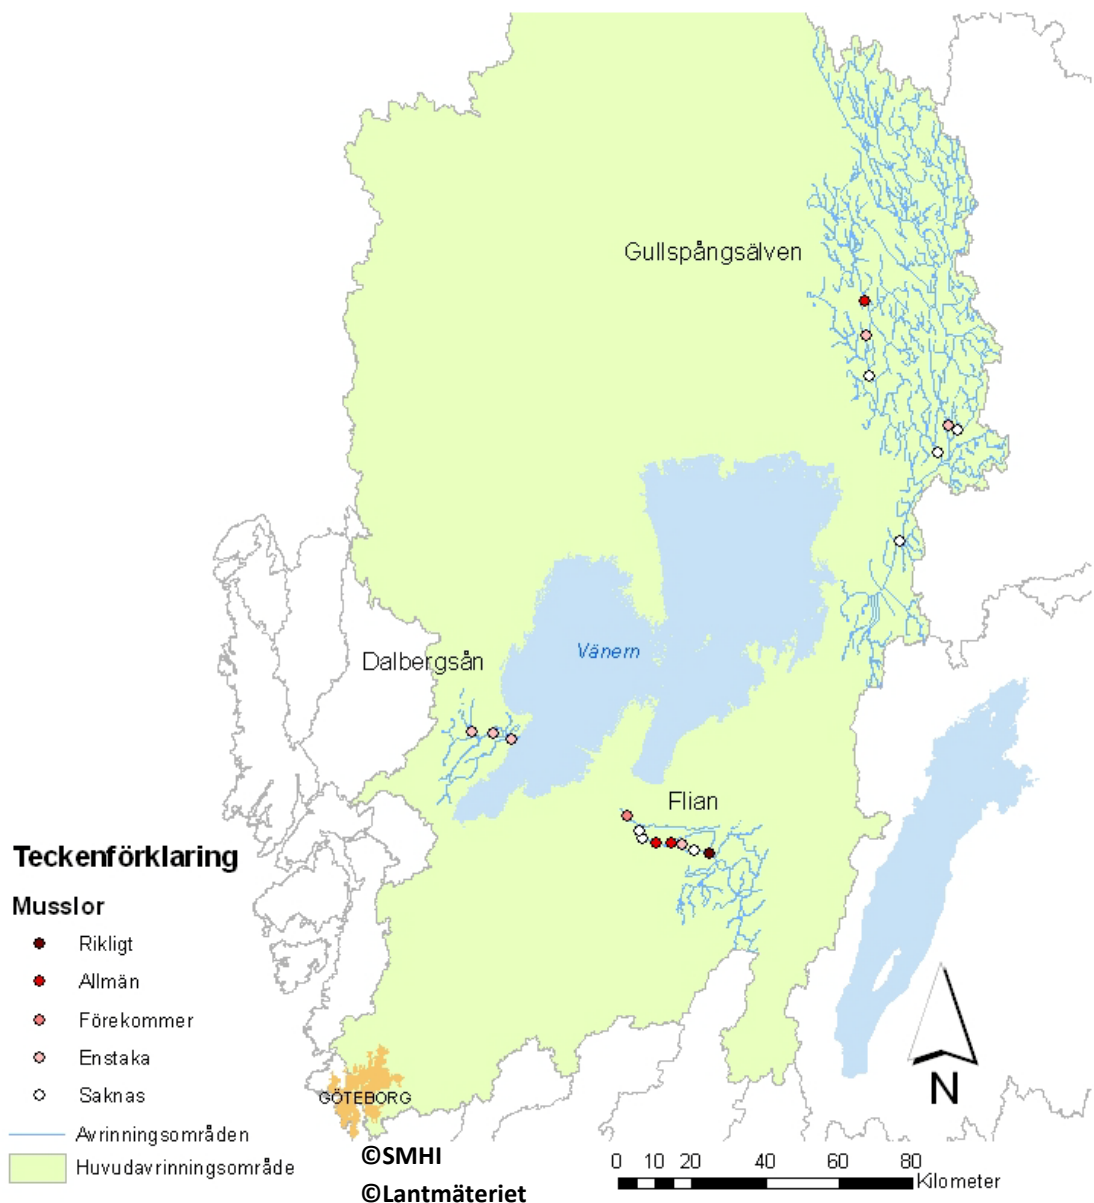 Gullspångsälven
Vänern
Dalbergsån
Flian
Teckenförklaring
Musslor
Rikligt
Allmän
Förekommer
Enstaka
Saknas
Avrinningsområden
Huvudavrinningsområde
GÖTEBORG
©SMHI
©Lantmäteriet
N
0 10 20 40 60 80
Kilometer